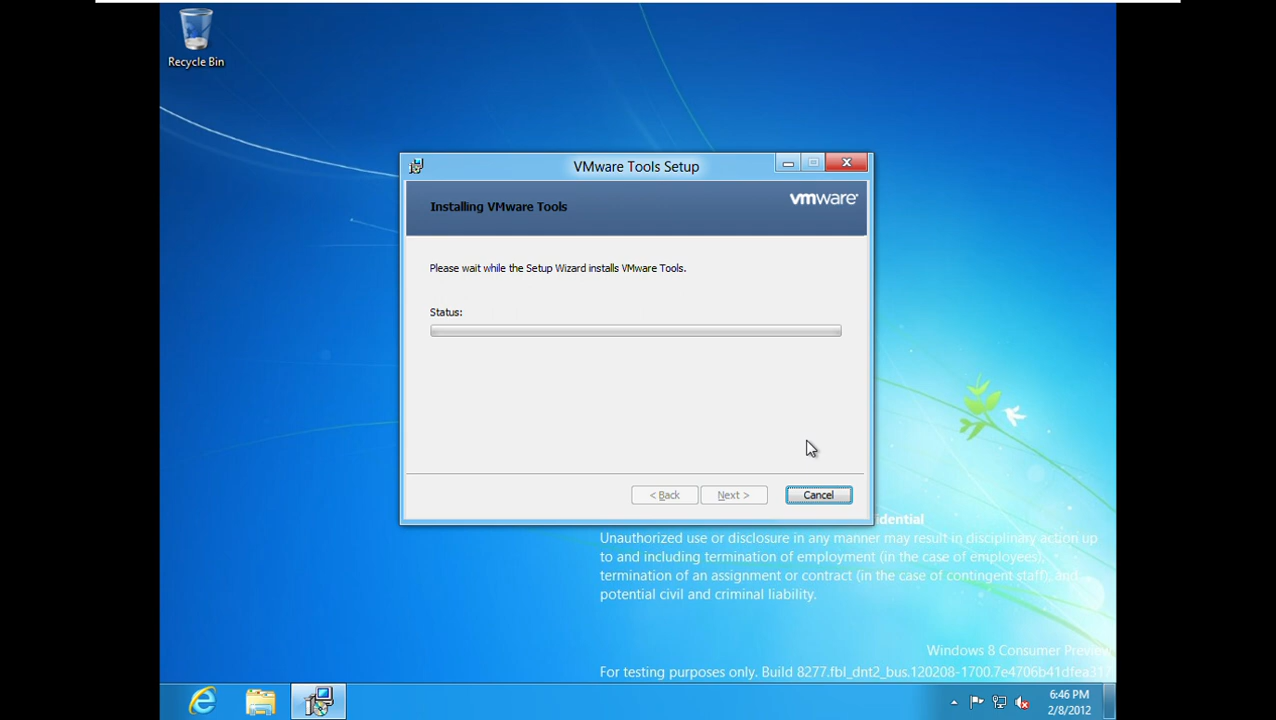 Recycle Bin
VMware Tools Setup
Installing VMware Tools
vmware
Please wait while the Setup Wizard installs VMware Tools.
Status:
< Back
Next >
Cancel
idential
Unauthorized use or disclosure in any manner may result in disciplinary action up
to and including termination of employment (in the case of employees),
termination of an assignment or contract (in the case of contingent staff), and
potential civil and criminal liability.
Windows 8 Consumer Preview
For testing purposes only. Build 8277.fbl_dnt2_bus.120208-1700.7e4706b41dfea31
6:46 PM
2/8/2012